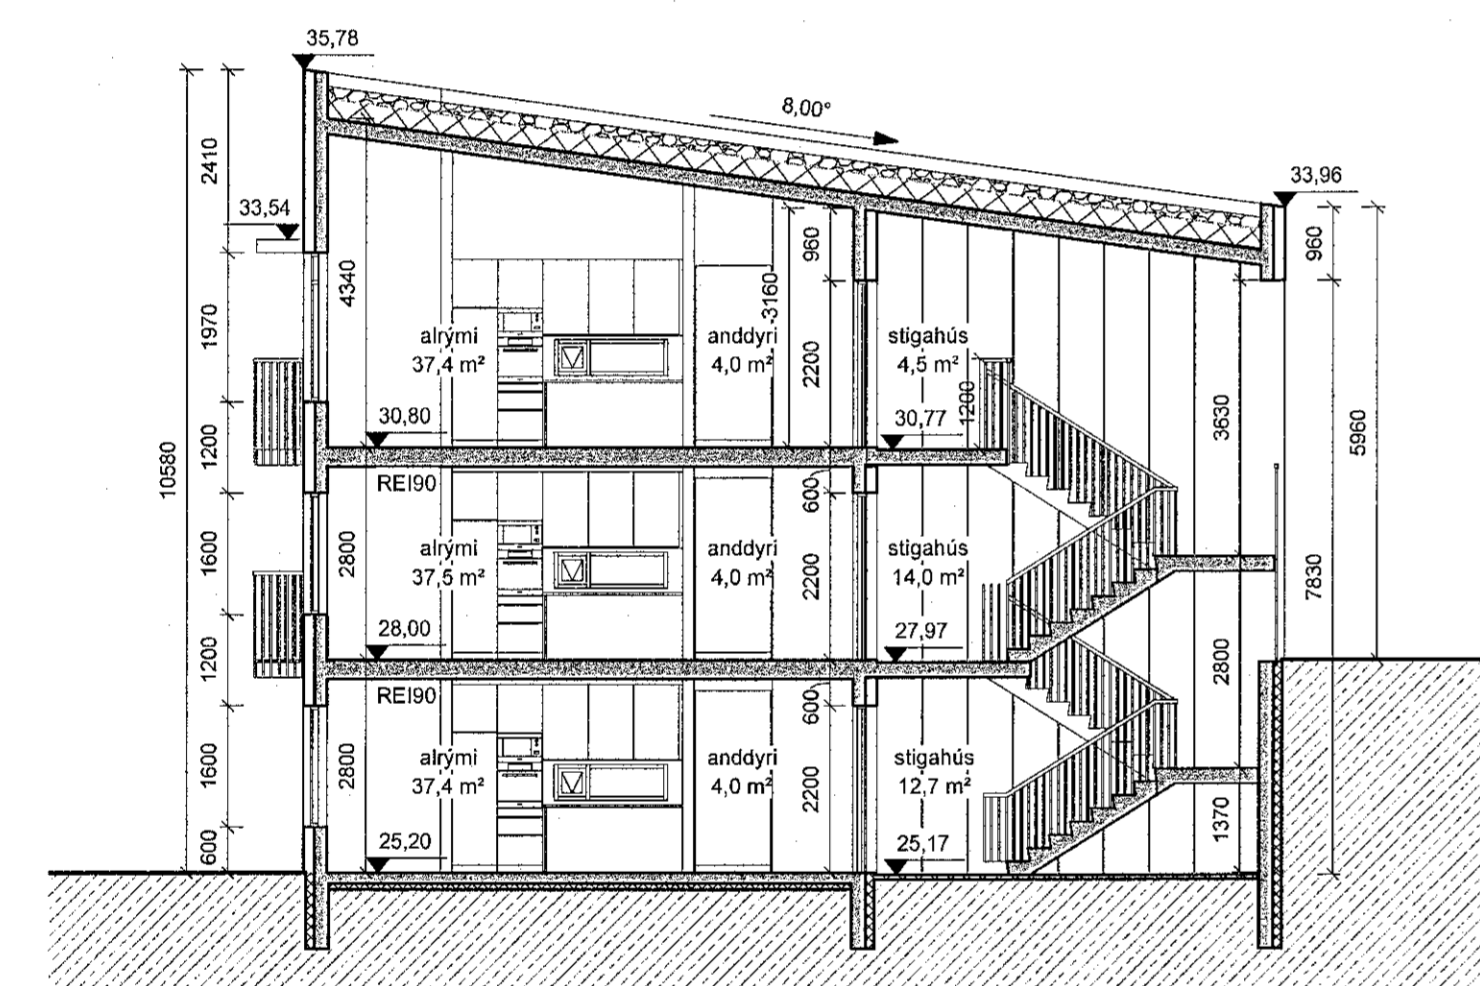 35,78
8,00°
33,96
33,54
2410
960
960
4340
3160
1970
alrými
37,4 m²
anddyri
4,0 m²
2200
stigahús
4,5 m²
1200
3630
5960
30,80
30,77
1200
10580
REI90
600
1600
2800
alrými
37,5 m²
anddyri
4,0 m²
2200
stigahús
14,0 m²
7830
28,00
27,97
1200
2800
REI90
600
1600
2800
alrými
37,4 m²
anddyri
4,0 m²
2200
stigahús
12,7 m²
1370
25,20
25,17
600